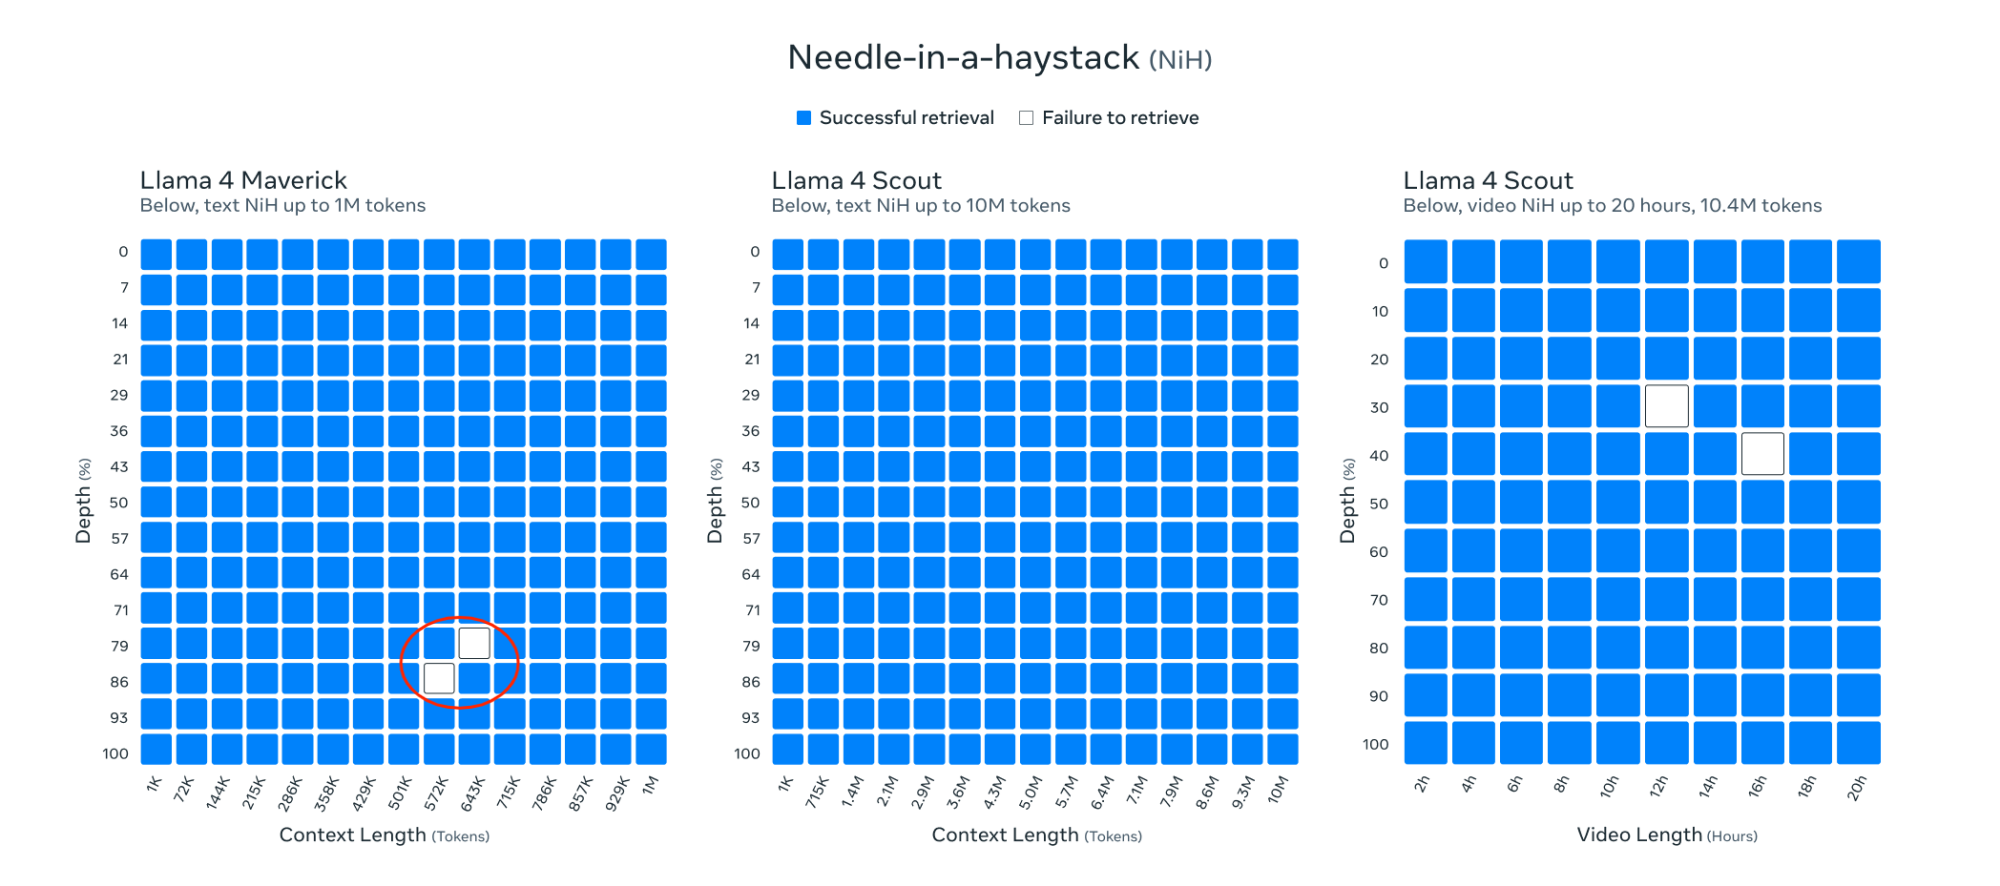 Needle-in-a-haystack (NiH)
Successful retrieval
Failure to retrieve
Llama 4 Maverick
Below, text NiH up to 1M tokens
Depth (%)
0
7
14
21
29
36
43
50
57
64
71
79
86
93
100
1K 72K 144K 215K 286K 358K 429K 501K 572K 643K 715K 786K 857K 929K 1M
Context Length (Tokens)
Llama 4 Scout
Below, text NiH up to 10M tokens
Depth (%)
0
7
14
21
29
36
43
50
57
64
71
79
86
93
100
1K 715K 1.4M 2.1M 2.9M 3.6M 4.3M 5.0M 5.7M 6.4M 7.1M 7.9M 8.6M 9.3M 10M
Context Length (Tokens)
Llama 4 Scout
Below, video NiH up to 20 hours, 10.4M tokens
Depth (%)
0
10
20
30
40
50
60
70
80
90
100
2h 4h 6h 8h 10h 12h 14h 16h 18h 20h
Video Length (Hours)